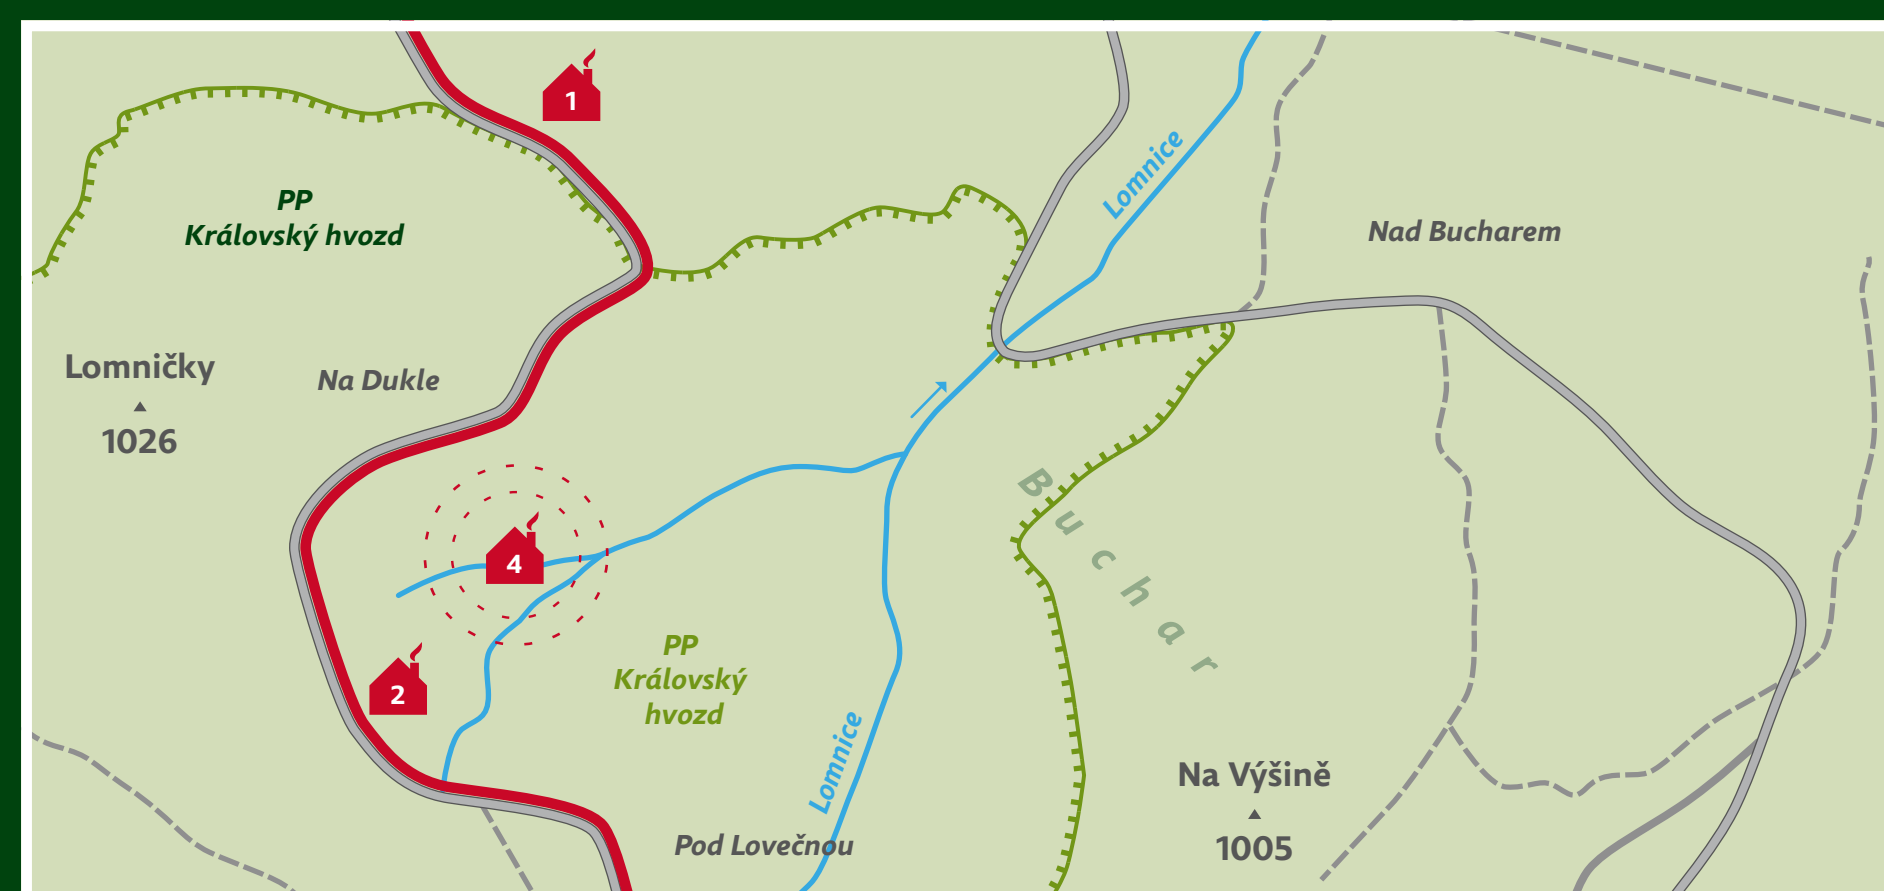 1
Lomnice
PP
Královský hvozd
Nad Bucharem
Lomničky
1026
Na Dukle
Buchar
4
PP
Královský
hvozd
2
Lomnice
Na Výšině
1005
Pod Lovečnou